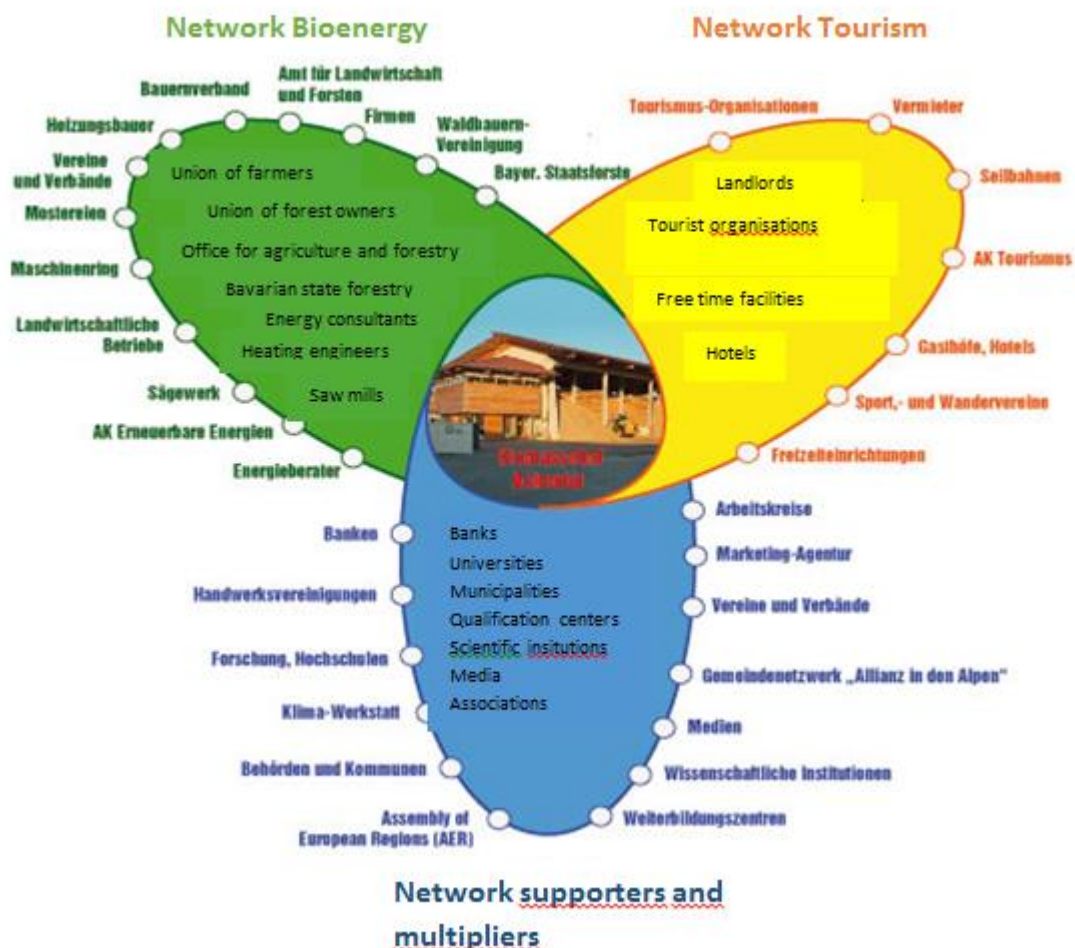 Network Bioenergy
Network Tourism
Amt für Landwirtschaft
und Forsten
Bauernverband
Firmen
Heizungsbauer
Waldbauern-
Vereinigung
Vereine
und Verbände
Bayer. Staatsforste
Mostereien
Maschinenring
Landwirtschaftliche
Betriebe
Sägewerk
AK Erneuerbare Energien
Energieberater
Union of farmers
Union of forest owners
Office for agriculture and forestry
Bavarian state forestry
Energy consultants
Heating engineers
Saw mills
Tourismus-Organisationen
Vermieter
Seilbahnen
AK Tourismus
Gasthöfe, Hotels
Sport,- und Wandervereine
Freizeiteinrichtungen
Landlords
Tourist organisations
Free time facilities
Hotels
Banken
Handwerksvereinigungen
Forschung, Hochschulen
Klima-Werkstatt
Behörden und Kommunen
Assembly of
European Regions (AER)
Banks
Universities
Municipalities
Qualification centers
Scientific insitutions
Media
Associations
Arbeitskreise
Marketing-Agentur
Vereine und Verbände
Gemeindenetzwerk „Allianz in den Alpen"
Medien
Wissenschaftliche Institutionen
Weiterbildungszentren
Network supporters and
multipliers